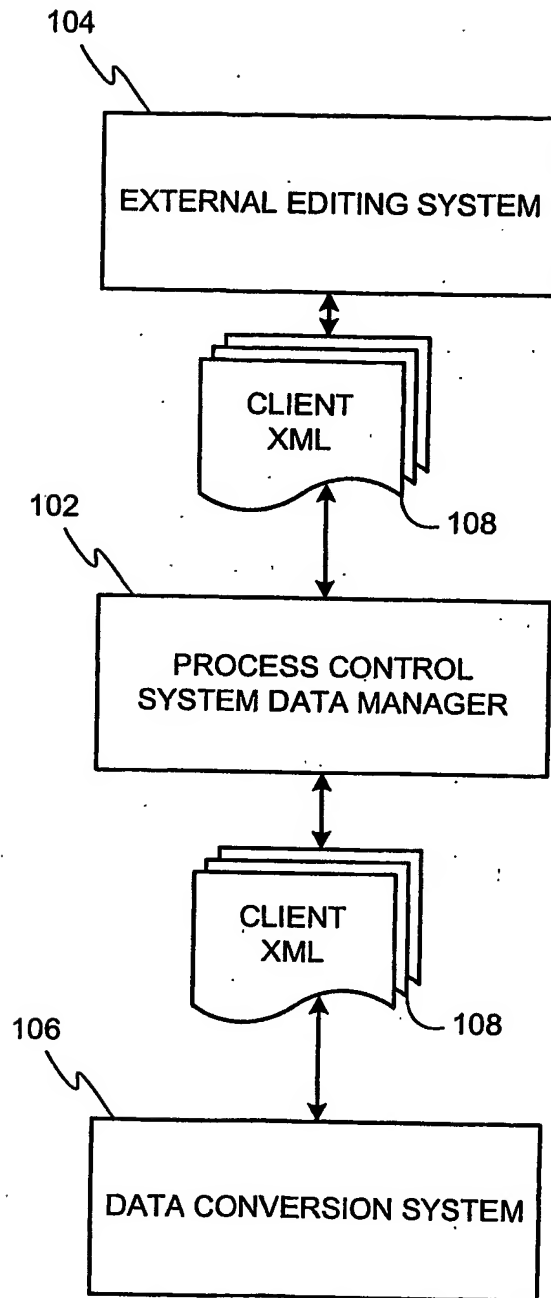 104
EXTERNAL EDITING SYSTEM
CLIENT
XML
108
102
PROCESS CONTROL
SYSTEM DATA MANAGER
CLIENT
XML
108
106
DATA CONVERSION SYSTEM